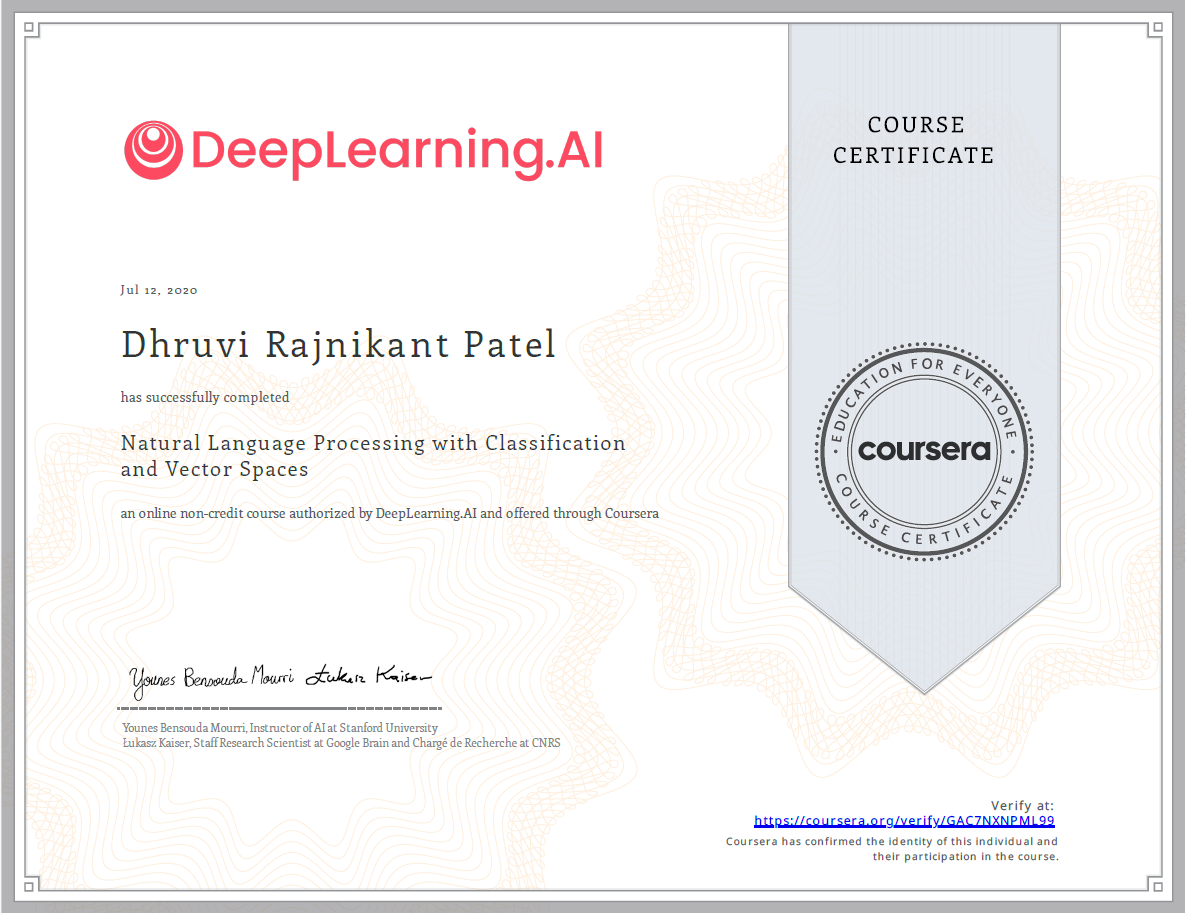 DeepLearning.AI
COURSE
CERTIFICATE
Jul 12, 2020
Dhruvi Rajnikant Patel
has successfully completed
Natural Language Processing with Classification
and Vector Spaces
an online non-credit course authorized by DeepLearning.AI and offered through Coursera
EDUCATION FOR EVERYONE
coursera
COURSE CERTIFICATE
Younes Bensouda Mourri Łukasz Kaiser
Younes Bensouda Mourri, Instructor of AI at Stanford University
Łukasz Kaiser, Staff Research Scientist at Google Brain and Chargé de Recherche at CNRS
Verify at:
https://coursera.org/verify/GAC7NXNPML99
Coursera has confirmed the identity of this individual and
their participation in the course.